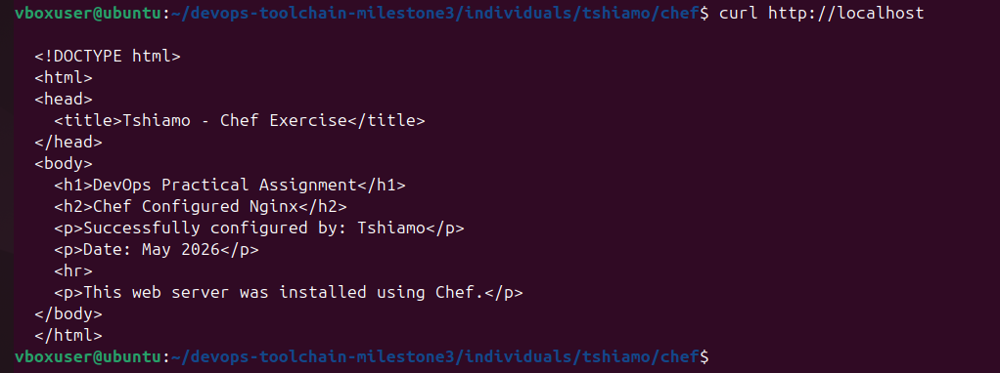 vboxuser@ubuntu:~/devops-toolchain-milestone3/individuals/tshiamo/chef$ curl http://localhost
<!DOCTYPE html>
<html>
<head>
<title>Tshiamo - Chef Exercise</title>
</head>
<body>
<h1>DevOps Practical Assignment</h1>
<h2>Chef Configured Nginx</h2>
<p>Successfully configured by: Tshiamo</p>
<p>Date: May 2026</p>
<hr>
<p>This web server was installed using Chef.</p>
</body>
</html>
vboxuser@ubuntu:~/devops-toolchain-milestone3/individuals/tshiamo/chef$